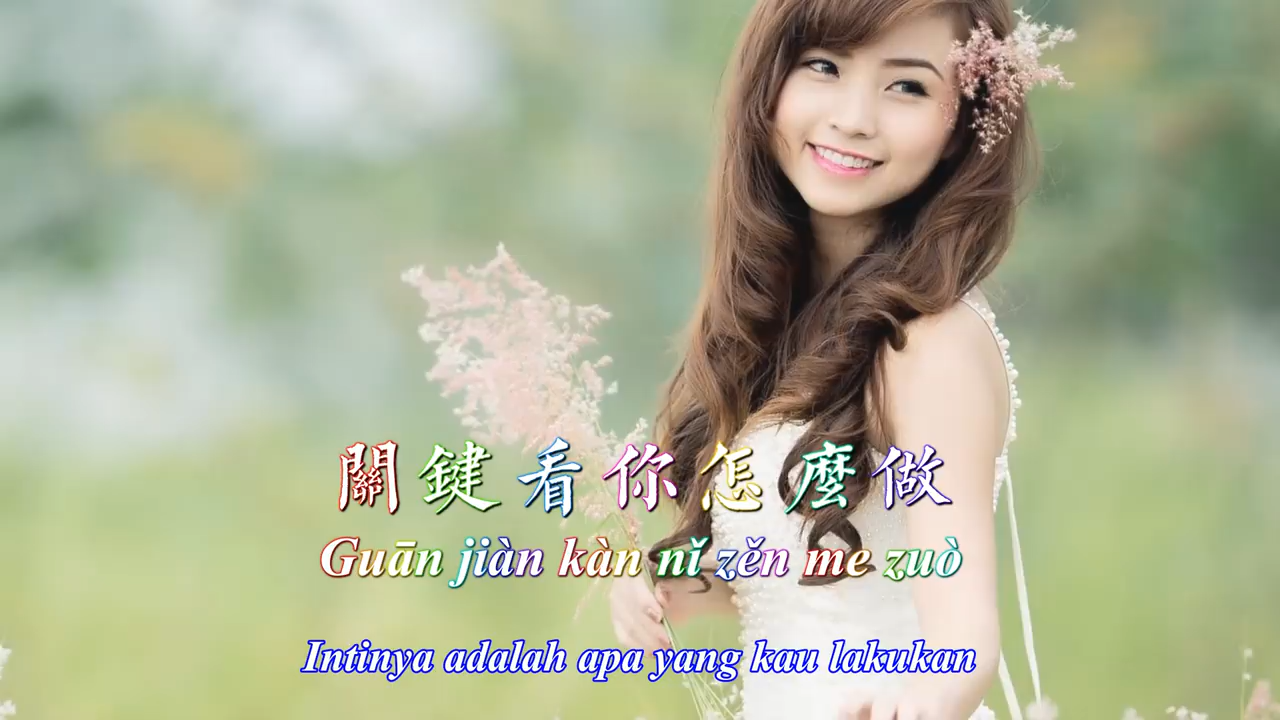 關鍵看你怎麼做
Guān jiàn kàn nǐ zěn me zuò
Intinya adalah apa yang kau lakukan